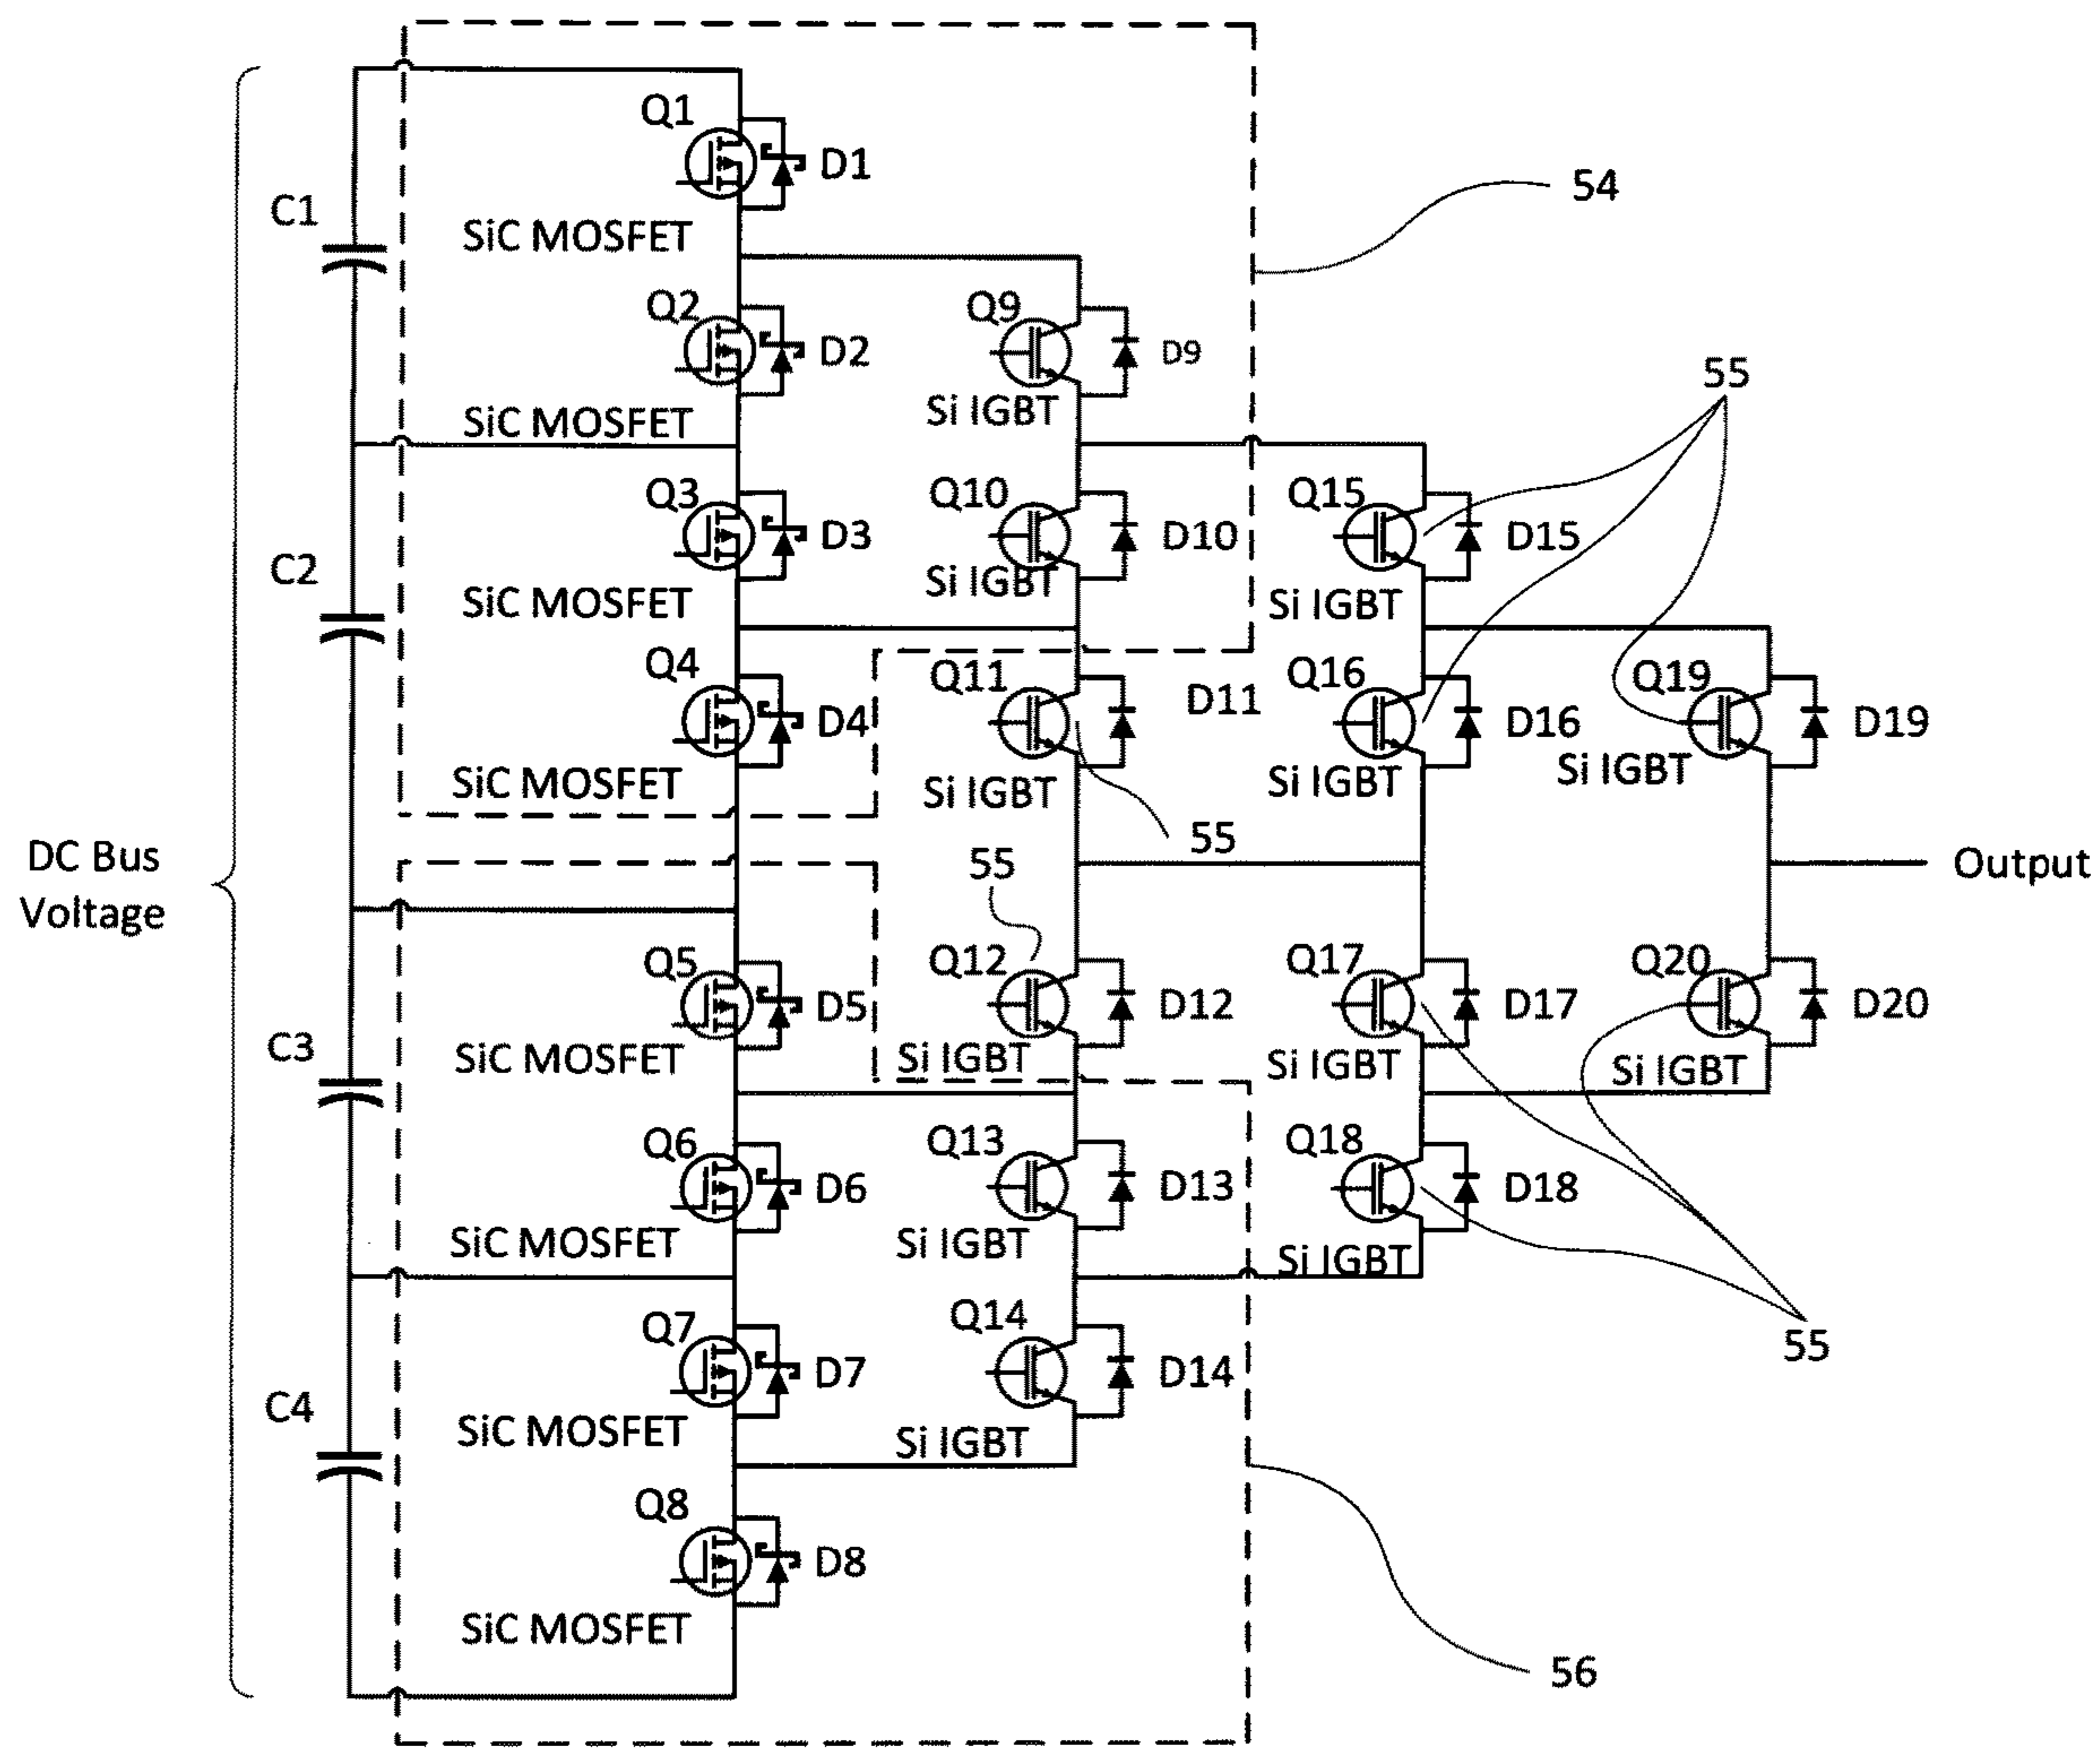 Q1
D1
54
C1
SiC MOSFET
Q2
D2
Q9
D9
55
Si IGBT
SiC MOSFET
Q3
D3
Q10
D10
Q15
D15
C2
Si IGBT
SiC MOSFET
Si IGBT
Q4
D4
Q11
D11
Q16
D16
Q19
D19
SiC MOSFET
Si IGBT
Si IGBT
Si IGBT
55
DC Bus
Voltage
55
Output
Q5
D5
Q12
D12
Q17
D17
Q20
D20
C3
SiC MOSFET
Si IGBT
Si IGBT
Si IGBT
Q6
D6
Q13
D13
Q18
D18
SiC MOSFET
Si IGBT
Si IGBT
Q7
D7
Q14
D14
55
C4
SiC MOSFET
Si IGBT
Q8
D8
SiC MOSFET
56